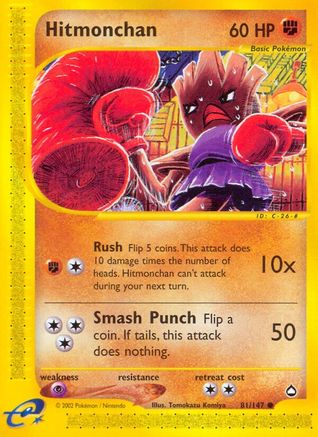 Hitmonchan 60 HP
Basic Pokémon
ID: C-26-#
Rush Flip 5 coins. This attack does
10 damage times the number of
heads. Hitmonchan can't attack
during your next turn.
10x
Smash Punch Flip a
coin. If tails, this attack
does nothing.
50
weakness resistance retreat cost
e
© 2002 Pokémon / Nintendo Illus. Tomokazu Komiya 81/147